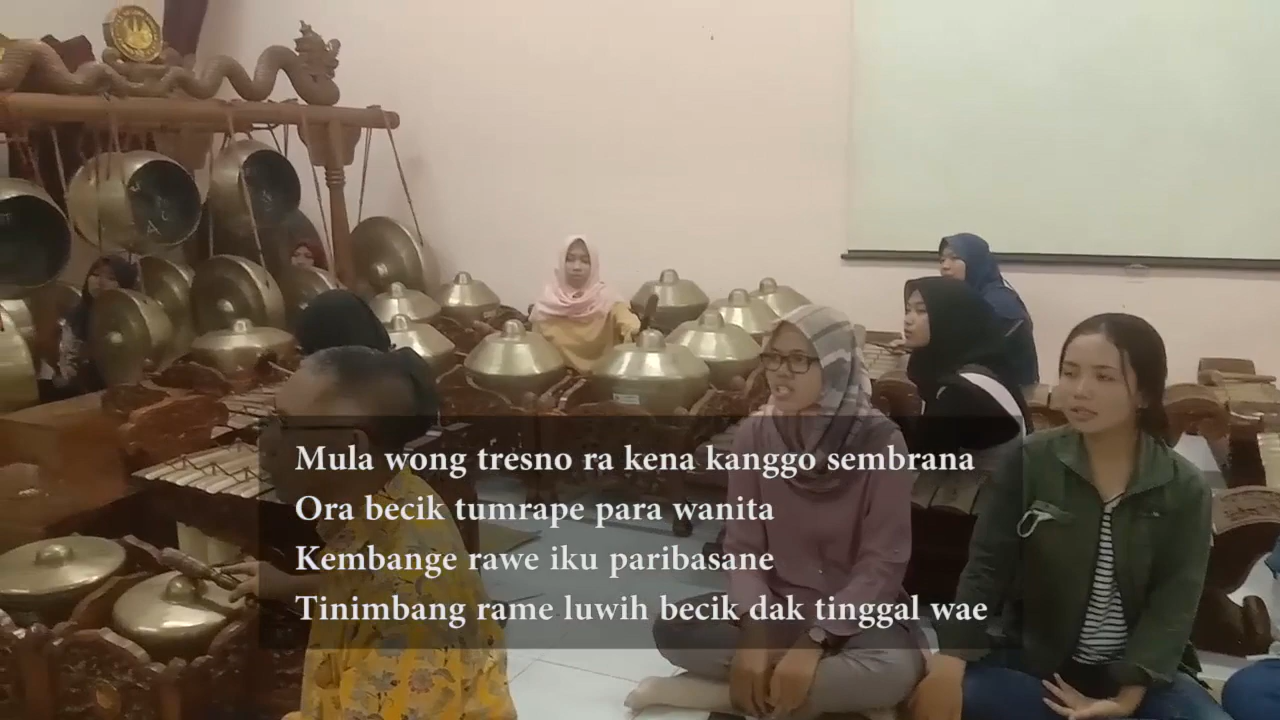 Mula wong tresno ra kena kanggo sembrana
Ora becik tumrape para wanita
Kembange rawe iku paribasane
Tinimbang rame luwih becik dak tinggal wae